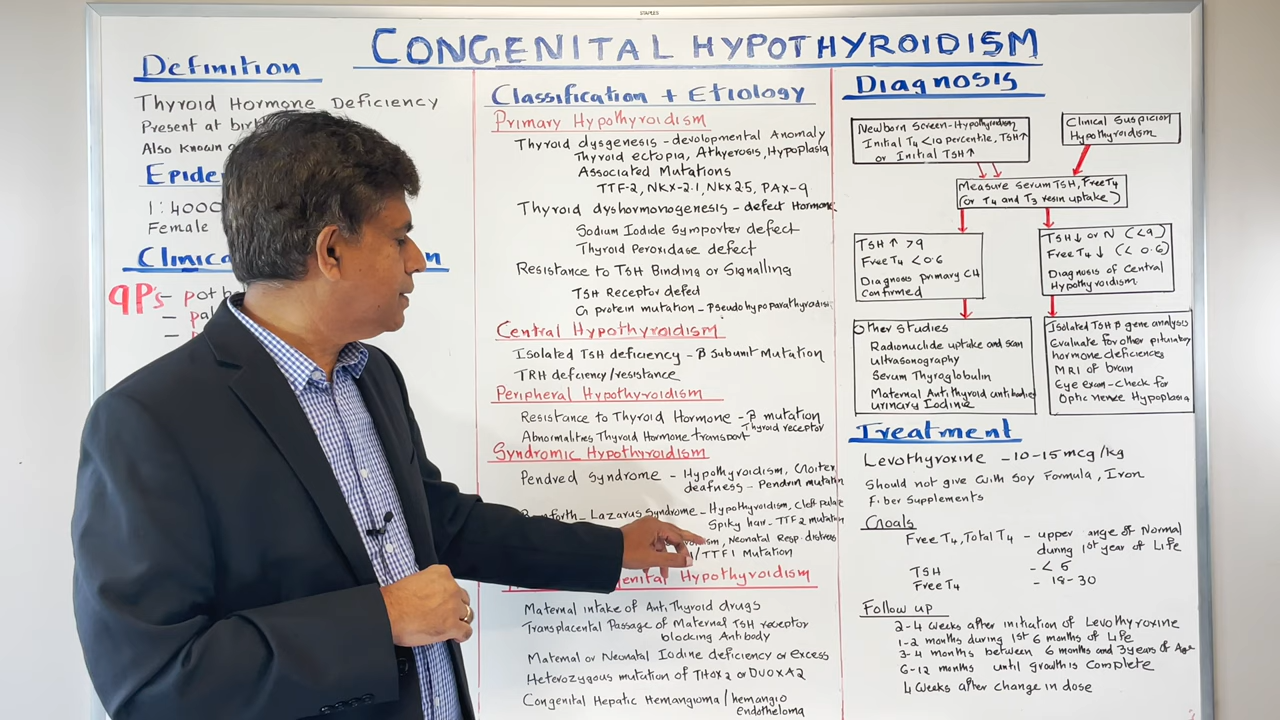 STAPLES
CONGENITAL HYPOTHYROIDISM
Definition
Thyroid Hormone Deficiency
Present at birth
Also known
Epide
1:4000
Female
Clinica
9P's - pot
- pa
Classification + Etiology
Primary Hypothyroidism
Thyroid dysgenesis - devolopmental Anomaly
Thyroid ectopia, Athyerosis, Hypoplasia
Associated Mutations
TTF-2, NKX-2.1, NKX 2.5, PAX-9
Thyroid dyshormonogenesis - defect Hormone
Sodium Iodide Symporter defect
Thyroid Peroxidase defect
Resistance to TSH Binding or Signalling
TSH Receptor defect
G protein mutation - Pseudohypoparathyroidis
Central Hypothyroidism
Isolated TSH deficiency - β Subunit Mutation
TRH deficiency/resistance
Peripheral Hypothyroidism
Resistance to Thyroid Hormone - β mutation
Thyroid receptor
Abnormalities Thyroid Hormone transport
Syndromic Hypothyroidism
Pendred Syndrome - Hypothyroidism, Goiter
deafness - Pendrin mutation
Lazarus Syndrome - Hypothyroidism, Cleft Palate
Spiky hair - TTF2 mutation
Neonatal Resp. distress
/TTF1 Mutation
Hypothyroidism
Maternal intake of Anti Thyroid drugs
Transplacental Passage of Maternal TSH receptor
blocking Antibody
Maternal or Neonatal Iodine deficiency or excess
Heterozygous mutation of THOX2 or DUOXA2
Congenital Hepatic Hemangioma/hemangio
endotheloma
Diagnosis
Newborn Screen-Hypothyroidism
Initial T4 <10 percentile, TSH↑
or Initial TSH↑
Clinical Suspicion
Hypothyroidism
Measure Serum TSH, Free T4
(or T4 and T3 resin uptake)
TSH ↑ >9
Free T4 <0.6
Diagnosis primary CH
confirmed
TSH↓ or N (<9)
Free T4 ↓ (<0.6)
Diagnosis of Central
Hypothyroidism
Other Studies
Radionuclide uptake and scan
ultrasonography
Serum Thyraglobulin
Maternal Antithyroid antibodies
urinary Iodine
Isolated TSH β gene analysis
Evaluate for other pituitary
hormone deficiences
MRI of brain
Eye exam - Check for
Optic nerve Hypoplasia
Treatment
Levothyroxine - 10-15 mcg/kg
Should not give with Soy Formula, Iron
Fiber Supplements
Goals
Free T4, Total T4 - upper ange of Normal
during 1st year of Life
TSH - < 5
Free T4 - 18-30
Follow up
2-4 weeks after initiation of Levothyroxine
1-2 months during 1st 6 months of Life
3-4 months between 6 months and 3 years of Age
6-12 months until growth is complete
4 weeks after change in dose